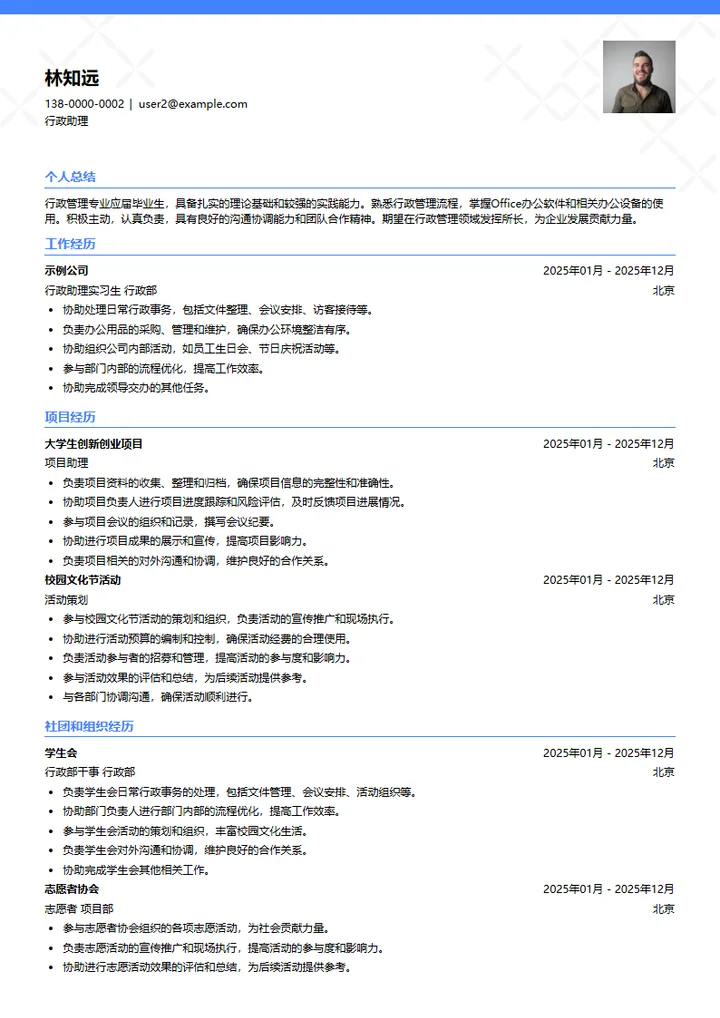 林知远
138-0000-0002 | user2@example.com
行政助理
个人总结
行政管理专业应届毕业生，具备扎实的理论基础和较强的实践能力。熟悉行政管理流程，掌握Office办公软件和相关办公设备的使
用。积极主动，认真负责，具有良好的沟通协调能力和团队合作精神。期望在行政管理领域发挥所长，为企业发展贡献力量。
工作经历
示例公司 2025年01月 - 2025年12月
行政助理实习生 行政部 北京
• 协助处理日常行政事务，包括文件整理、会议安排、访客接待等。
• 负责办公用品的采购、管理和维护，确保办公环境整洁有序。
• 协助组织公司内部活动，如员工生日会、节日庆祝活动等。
• 参与部门内部的流程优化，提高工作效率。
• 协助完成领导交办的其他任务。
项目经历
大学生创新创业项目 2025年01月 - 2025年12月
项目助理 北京
• 负责项目资料的收集、整理和归档，确保项目信息的完整性和准确性。
• 协助项目负责人进行项目进度跟踪和风险评估，及时反馈项目进展情况。
• 参与项目会议的组织和记录，撰写会议纪要。
• 协助进行项目成果的展示和宣传，提高项目影响力。
• 负责项目相关的对外沟通和协调，维护良好的合作关系。
校园文化节活动 2025年01月 - 2025年12月
活动策划 北京
• 参与校园文化节活动的策划和组织，负责活动的宣传推广和现场执行。
• 协助进行活动预算的编制和控制，确保活动经费的合理使用。
• 负责活动参与者的招募和管理，提高活动的参与度和影响力。
• 参与活动效果的评估和总结，为后续活动提供参考。
• 与各部门协调沟通，确保活动顺利进行。
社团和组织经历
学生会 2025年01月 - 2025年12月
行政部干事 行政部 北京
• 负责学生会日常行政事务的处理，包括文件管理、会议安排、活动组织等。
• 协助部门负责人进行部门内部的流程优化，提高工作效率。
• 参与学生会活动的策划和组织，丰富校园文化生活。
• 负责学生会对外沟通和协调，维护良好的合作关系。
• 协助完成学生会其他相关工作。
志愿者协会 2025年01月 - 2025年12月
志愿者 项目部 北京
• 参与志愿者协会组织的各项志愿活动，为社会贡献力量。
• 负责志愿活动的宣传推广和现场执行，提高活动的参与度和影响力。
• 协助进行志愿活动效果的评估和总结，为后续活动提供参考。